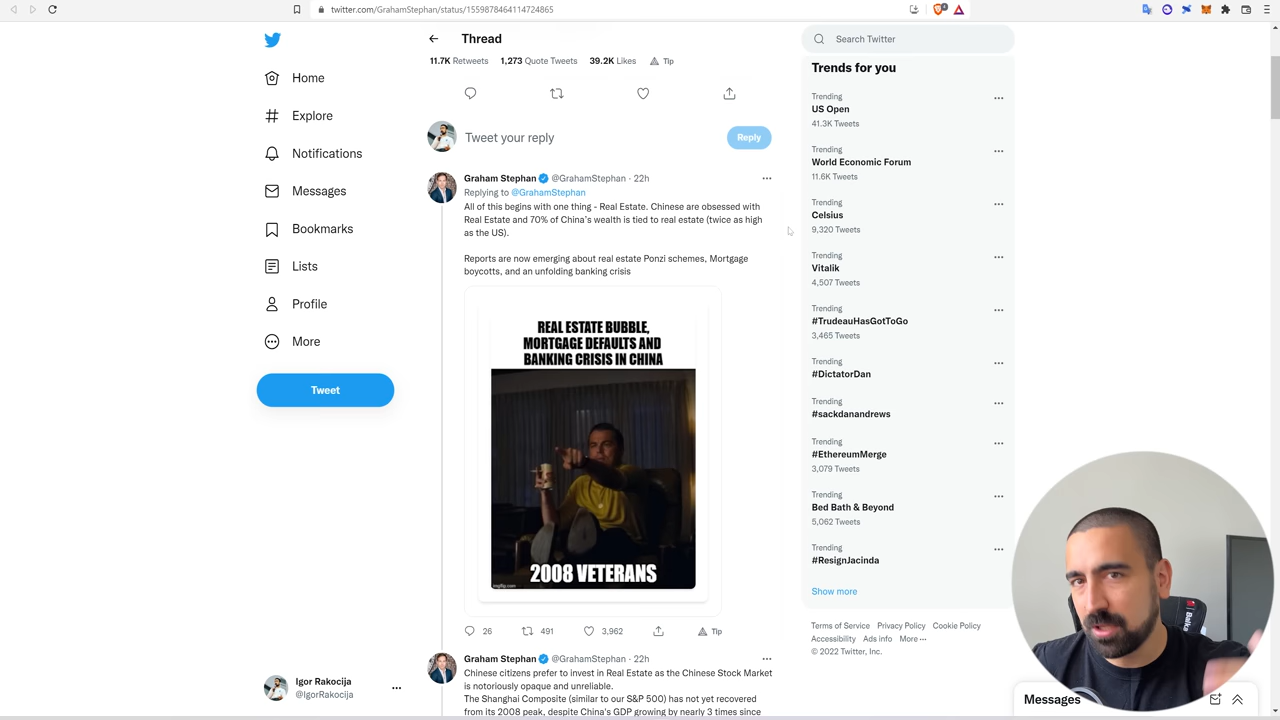 twitter.com/GrahamStephan/status/1559878464114724865
Thread
11.7K Retweets 1,273 Quote Tweets 39.2K Likes Tip
Home
Explore
Notifications
Messages
Bookmarks
Lists
Profile
More
Tweet
Igor Rakocija
@IgorRakocija
Tweet your reply
Reply
Graham Stephan @GrahamStephan · 22h
Replying to @GrahamStephan
All of this begins with one thing - Real Estate. Chinese are obsessed with
Real Estate and 70% of China's wealth is tied to real estate (twice as high
as the US).
Reports are now emerging about real estate Ponzi schemes, Mortgage
boycotts, and an unfolding banking crisis
REAL ESTATE BUBBLE,
MORTGAGE DEFAULTS AND
BANKING CRISIS IN CHINA
2008 VETERANS
imgflip.com
26 491 3,962 Tip
Graham Stephan @GrahamStephan · 22h
Chinese citizens prefer to invest in Real Estate as the Chinese Stock Market
is notoriously opaque and unreliable.
The Shanghai Composite (similar to our S&P 500) has not yet recovered
from its 2008 peak, despite China's GDP growing by nearly 3 times since
Search Twitter
Trends for you
Trending
US Open
41.3K Tweets
Trending
World Economic Forum
11.6K Tweets
Trending
Celsius
9,320 Tweets
Trending
Vitalik
4,507 Tweets
Trending
#TrudeauHasGotToGo
3,465 Tweets
Trending
#DictatorDan
Trending
#sackdanandrews
Trending
#EthereumMerge
3,079 Tweets
Trending
Bed Bath & Beyond
5,062 Tweets
Trending
#ResignJacinda
Show more
Terms of Service Privacy Policy Cookie Policy
Accessibility Ads info More ···
© 2022 Twitter, Inc.
Messages